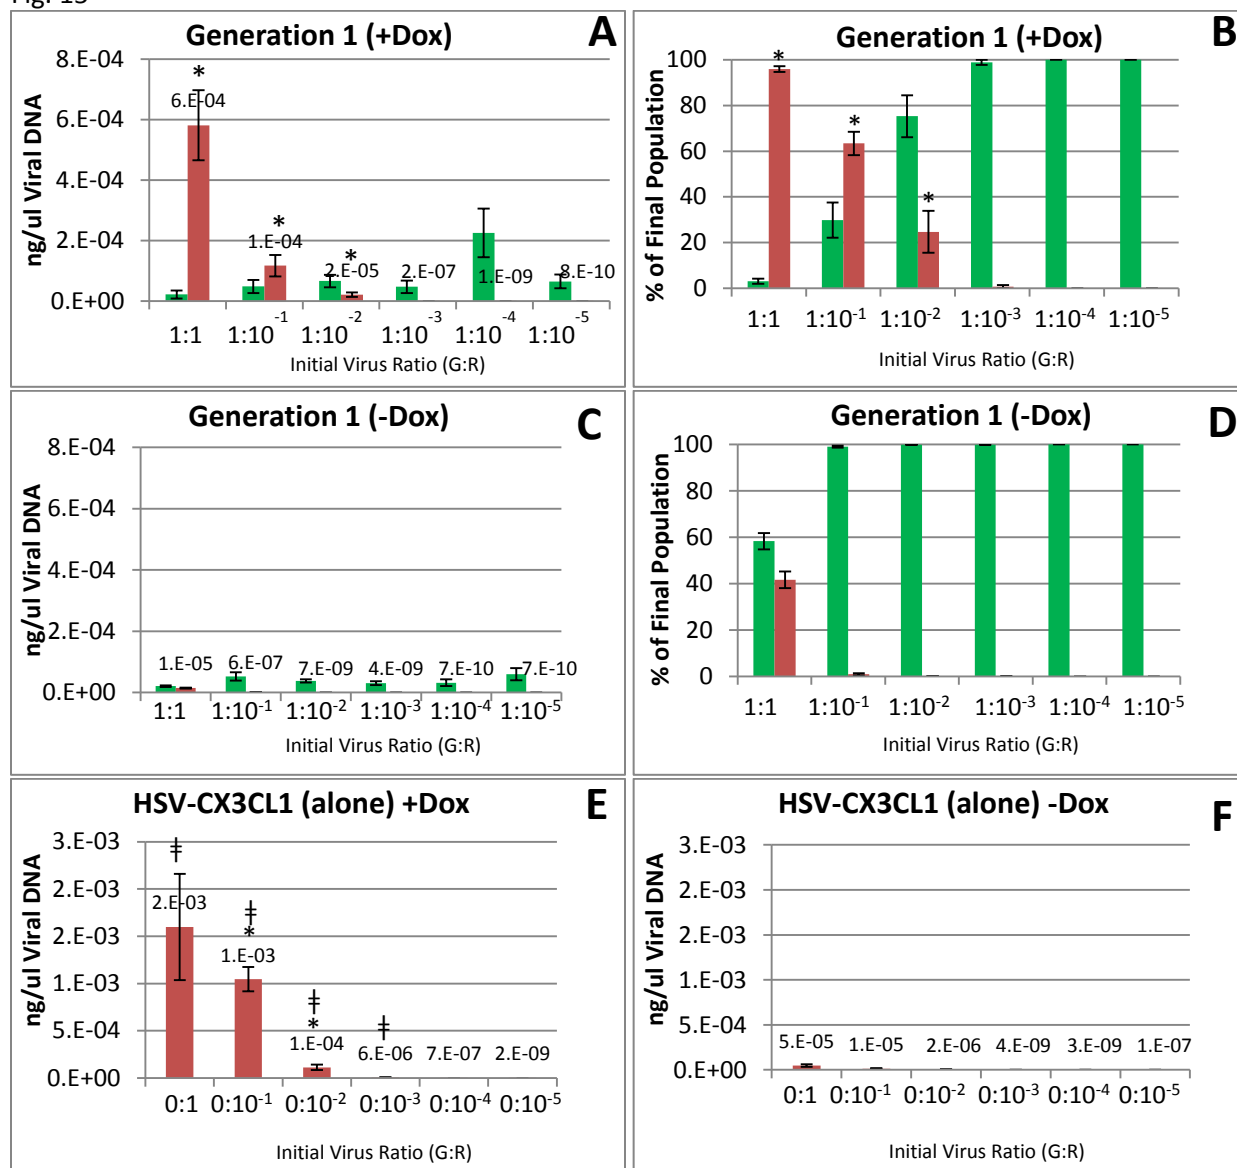 Fig. 13
Generation 1 (+Dox) A
ng/ul Viral DNA
8.E-04
6.E-04
4.E-04
2.E-04
0.E+00
*
6.E-04
*
1.E-04
*
2.E-05
2.E-07
1.E-09
8.E-10
1:1 1:10-1 1:10-2 1:10-3 1:10-4 1:10-5
Initial Virus Ratio (G:R)
Generation 1 (+Dox) B
% of Final Population
100
80
60
40
20
0
*
*
*
1:1 1:10-1 1:10-2 1:10-3 1:10-4 1:10-5
Initial Virus Ratio (G:R)
Generation 1 (-Dox) C
ng/ul Viral DNA
8.E-04
6.E-04
4.E-04
2.E-04
0.E+00
1.E-05 6.E-07 7.E-09 4.E-09 7.E-10 7.E-10
1:1 1:10-1 1:10-2 1:10-3 1:10-4 1:10-5
Initial Virus Ratio (G:R)
Generation 1 (-Dox) D
% of Final Population
100
80
60
40
20
0
1:1 1:10-1 1:10-2 1:10-3 1:10-4 1:10-5
Initial Virus Ratio (G:R)
HSV-CX3CL1 (alone) +Dox E
ng/ul Viral DNA
3.E-03
2.E-03
2.E-03
1.E-03
5.E-04
0.E+00
ǂ
2.E-03
ǂ
*
1.E-03
ǂ
*
1.E-04
ǂ
6.E-06 7.E-07 2.E-09
0:1 0:10-1 0:10-2 0:10-3 0:10-4 0:10-5
Initial Virus Ratio (G:R)
HSV-CX3CL1 (alone) -Dox F
ng/ul Viral DNA
3.E-03
2.E-03
2.E-03
1.E-03
5.E-04
0.E+00
5.E-05 1.E-05 2.E-06 4.E-09 3.E-09 1.E-07
0:1 0:10-1 0:10-2 0:10-3 0:10-4 0:10-5
Initial Virus Ratio (G:R)